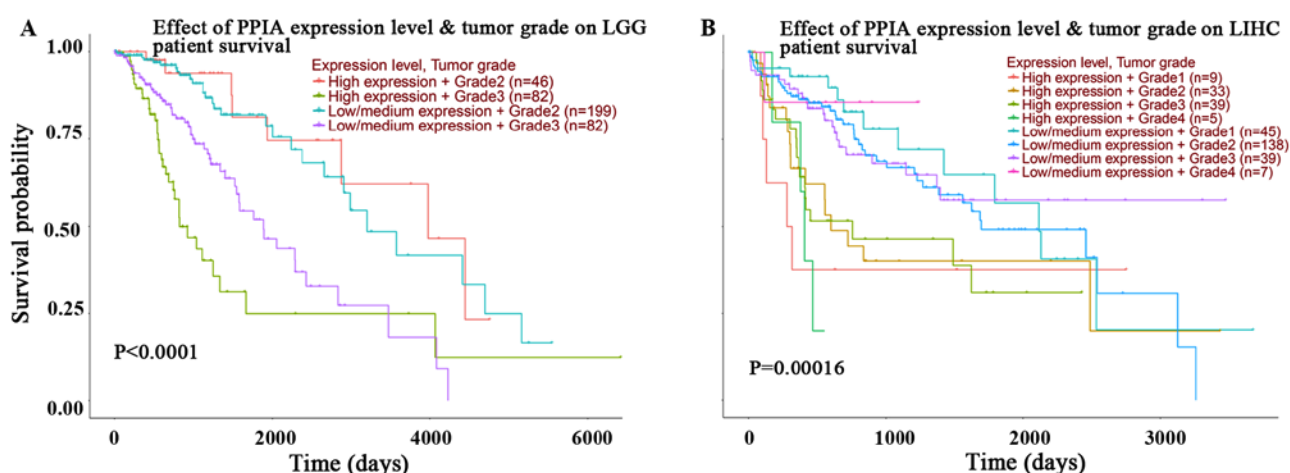 A
Effect of PPIA expression level & tumor grade on LGG
patient survival
Expression level, Tumor grade
High expression + Grade2 (n=46)
High expression + Grade3 (n=82)
Low/medium expression + Grade2 (n=199)
Low/medium expression + Grade3 (n=82)
1.00
0.75
0.50
0.25
0.00
Survival probability
P<0.0001
0 2000 4000 6000
Time (days)
B
Effect of PPIA expression level & tumor grade on LIHC
patient survival
Expression level, Tumor grade
High expression + Grade1 (n=9)
High expression + Grade2 (n=33)
High expression + Grade3 (n=39)
High expression + Grade4 (n=5)
Low/medium expression + Grade1 (n=45)
Low/medium expression + Grade2 (n=138)
Low/medium expression + Grade3 (n=39)
Low/medium expression + Grade4 (n=7)
P=0.00016
0 1000 2000 3000
Time (days)